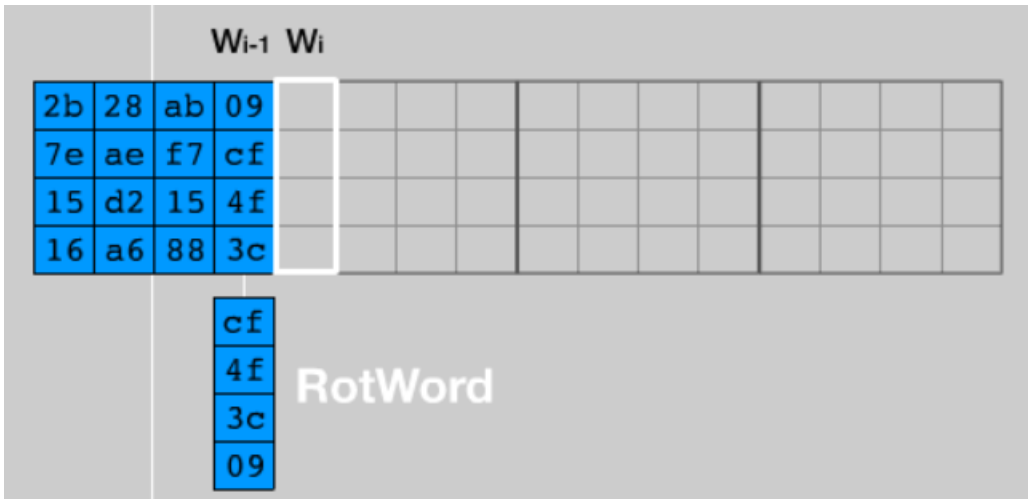 Wi-1 Wi
2b 28 ab 09
7e ae f7 cf
15 d2 15 4f
16 a6 88 3c
cf
4f
RotWord
3c
09